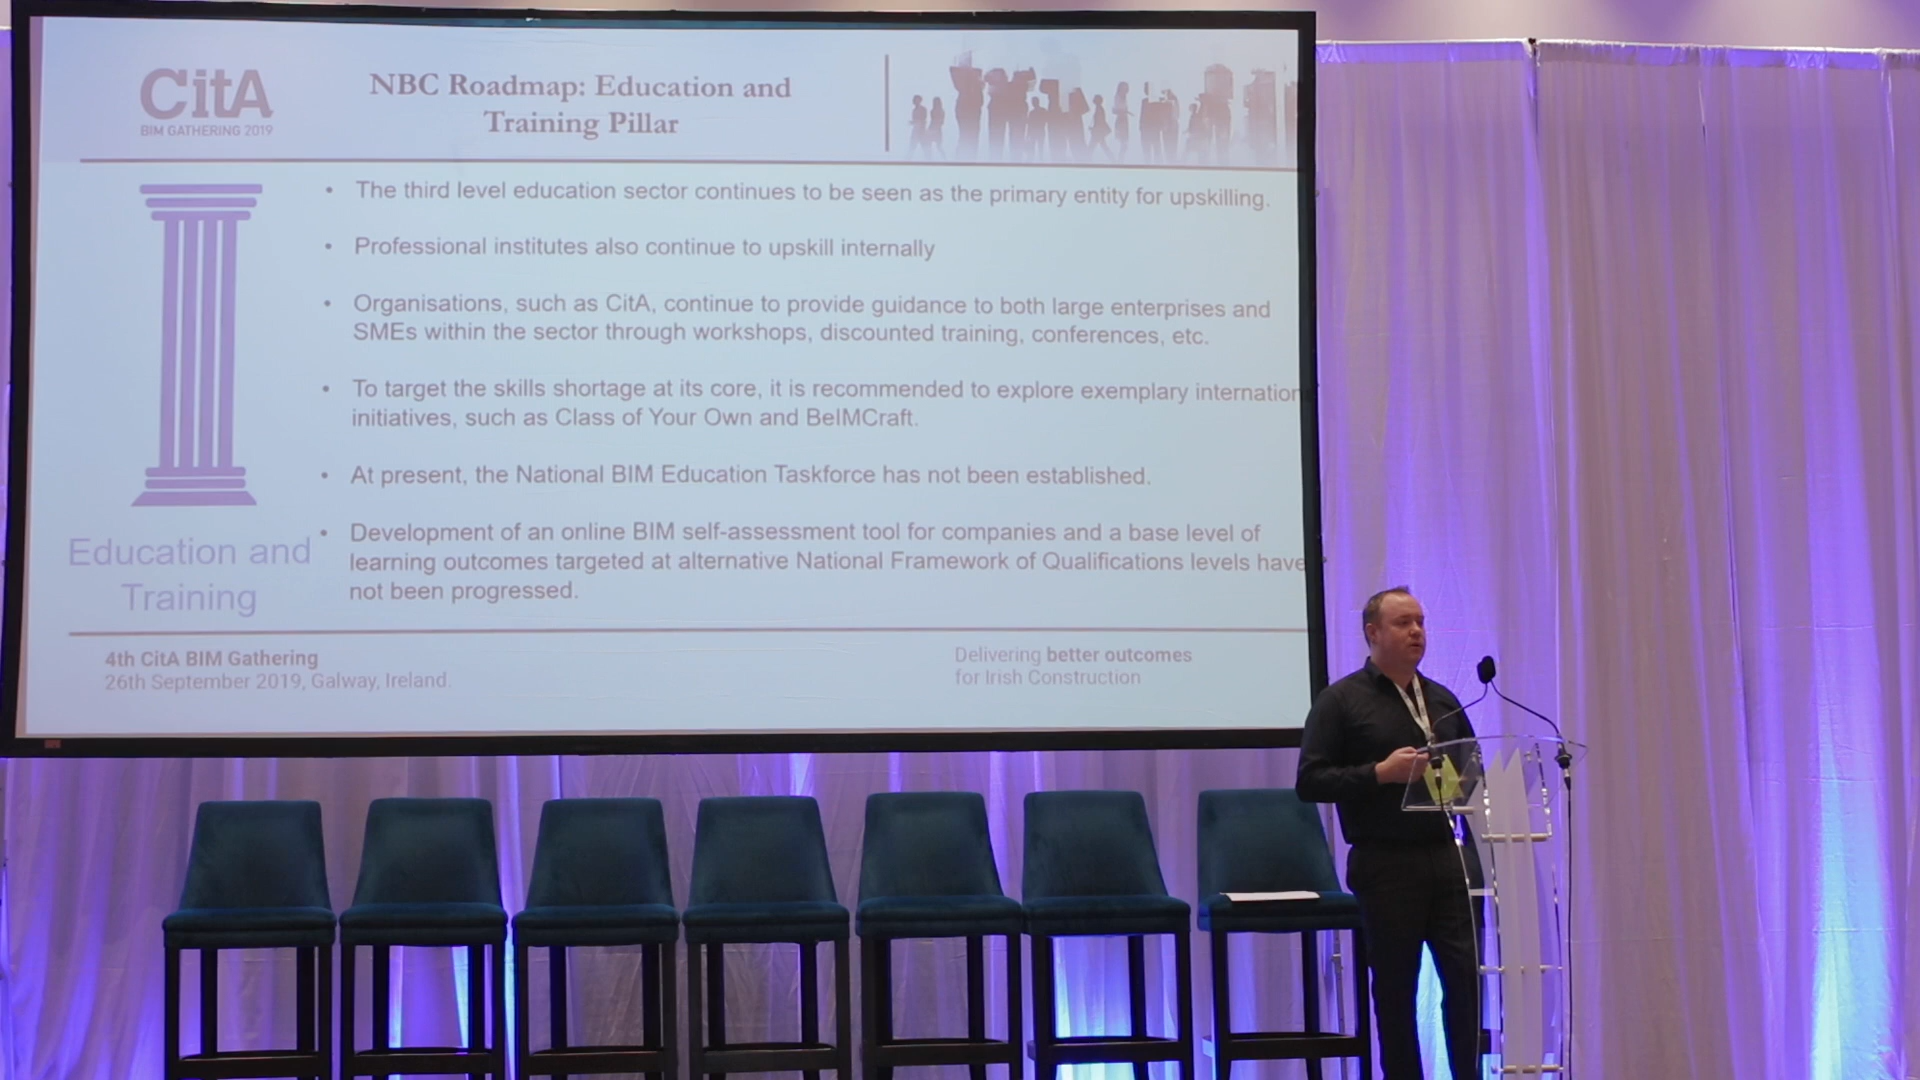 CitA
BIM GATHERING 2019
NBC Roadmap: Education and
Training Pillar
• The third level education sector continues to be seen as the primary entity for upskilling.
• Professional institutes also continue to upskill internally
• Organisations, such as CitA, continue to provide guidance to both large enterprises and
SMEs within the sector through workshops, discounted training, conferences, etc.
• To target the skills shortage at its core, it is recommended to explore exemplary internation
initiatives, such as Class of Your Own and BeIMCraft.
• At present, the National BIM Education Taskforce has not been established.
• Development of an online BIM self-assessment tool for companies and a base level of
learning outcomes targeted at alternative National Framework of Qualifications levels have
not been progressed.
Education and
Training
4th CitA BIM Gathering
26th September 2019, Galway, Ireland.
Delivering better outcomes
for Irish Construction